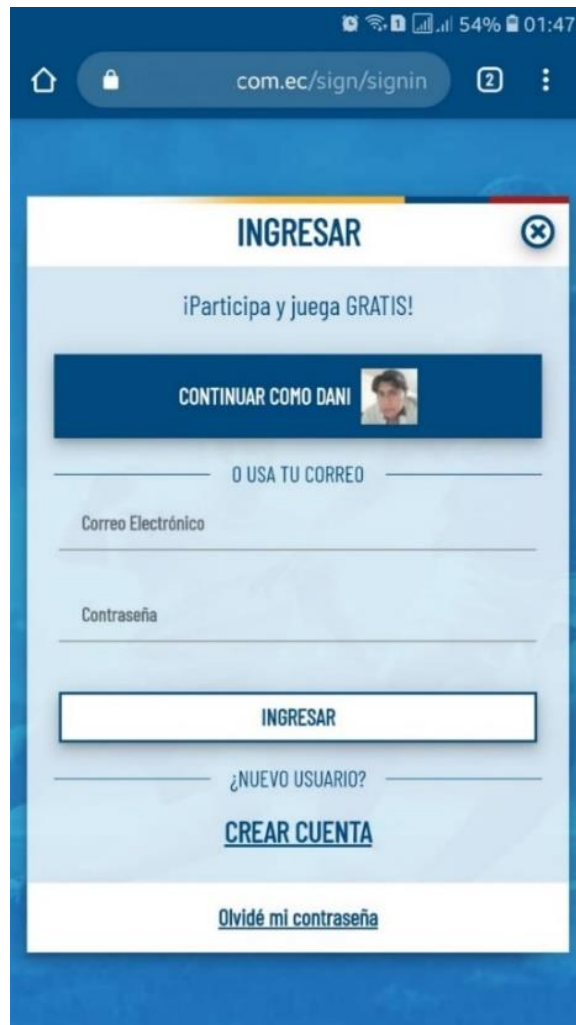 54% 01:47
com.ec/sign/signin 2
INGRESAR
¡Participa y juega GRATIS!
CONTINUAR COMO DANI
O USA TU CORREO
Correo Electrónico
Contraseña
INGRESAR
¿NUEVO USUARIO?
CREAR CUENTA
Olvidé mi contraseña